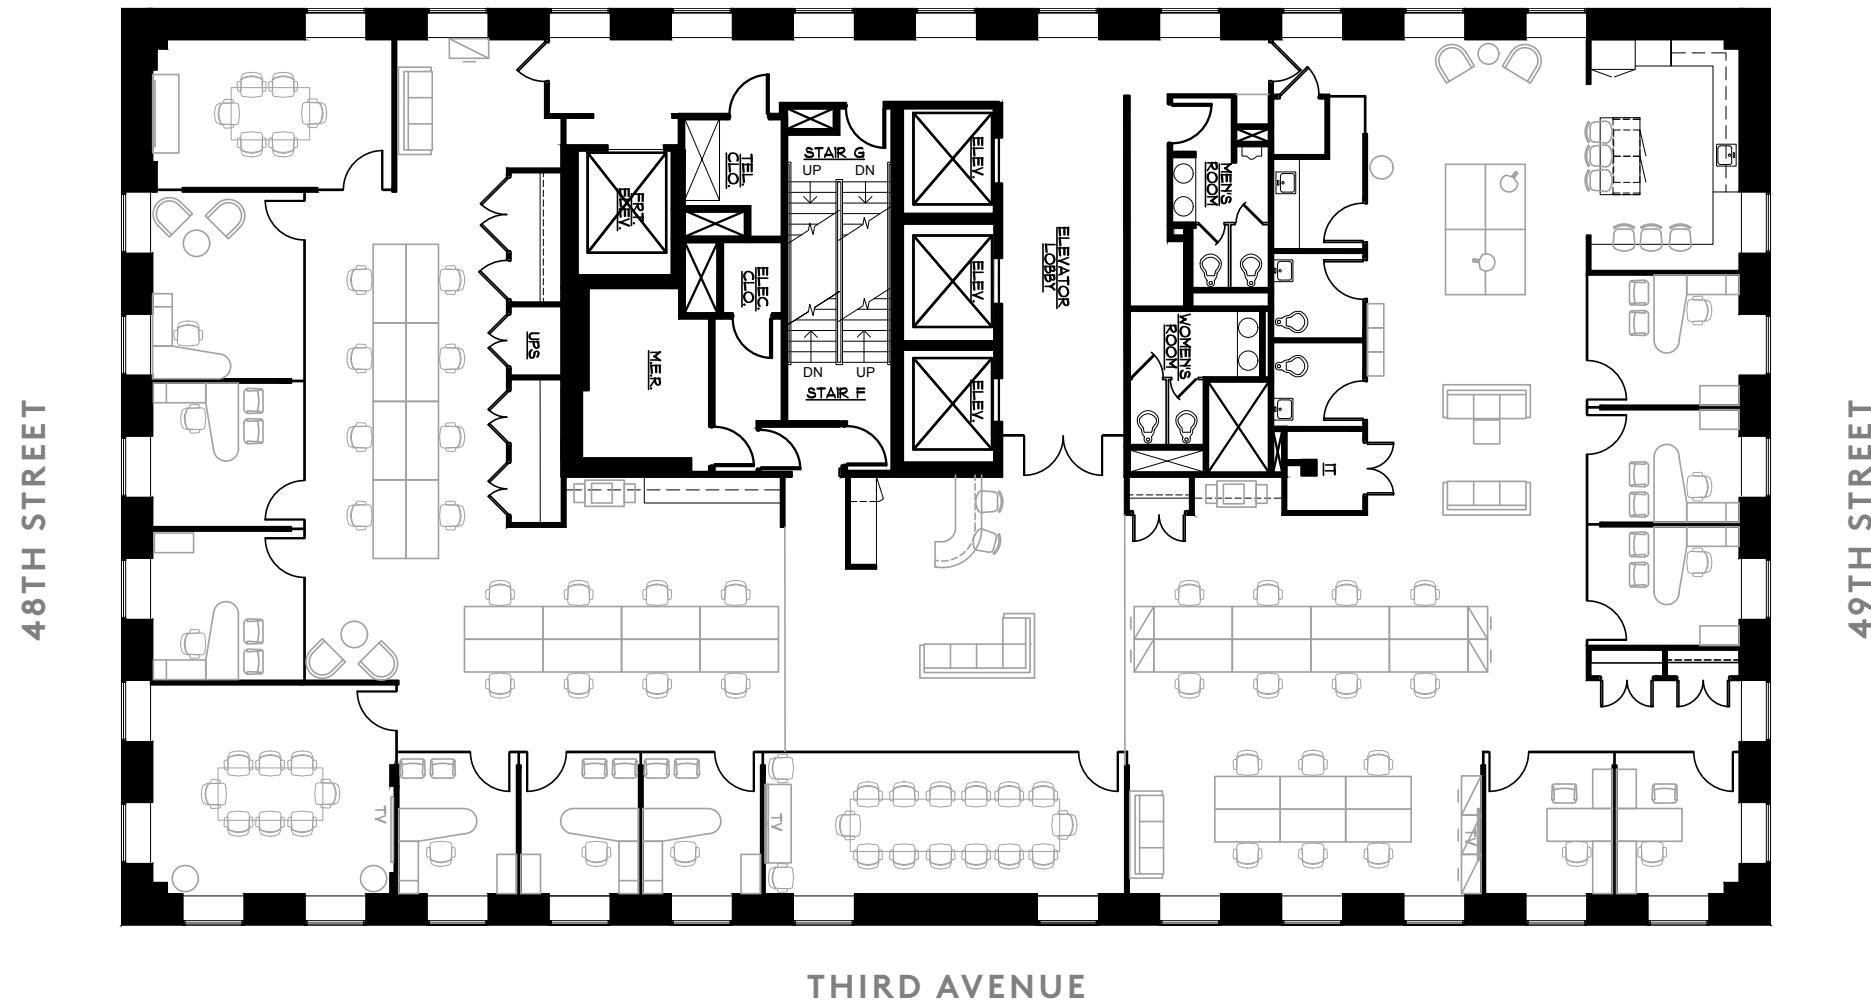 STAIR G
UP
DN
TEL.
CLO.
FRT.
ELEV.
ELEV.
MEN'S
ROOM
ELEC.
CLO.
ELEV.
ELEVATOR
LOBBY
UPS
M.E.R.
WOMEN'S
ROOM
DN
UP
STAIR F
ELEV.
IT
48TH STREET
49TH STREET
TV
TV
TV
THIRD AVENUE